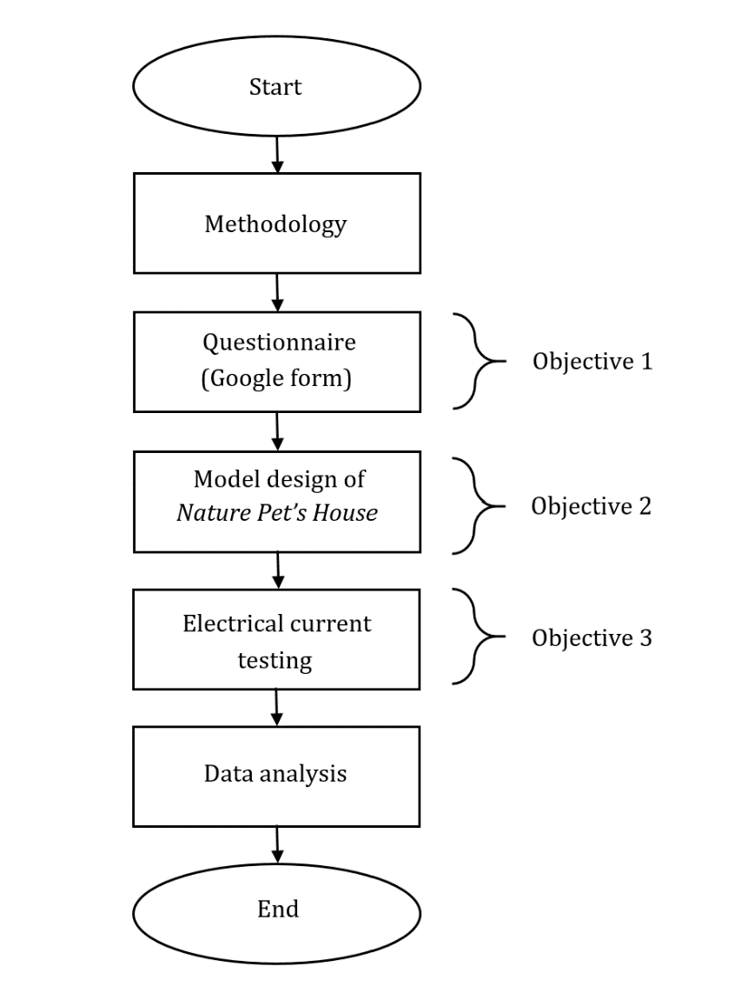 Start
Methodology
Questionnaire
(Google form)
Objective 1
Model design of
Nature Pet’s House
Objective 2
Electrical current
testing
Objective 3
Data analysis
End